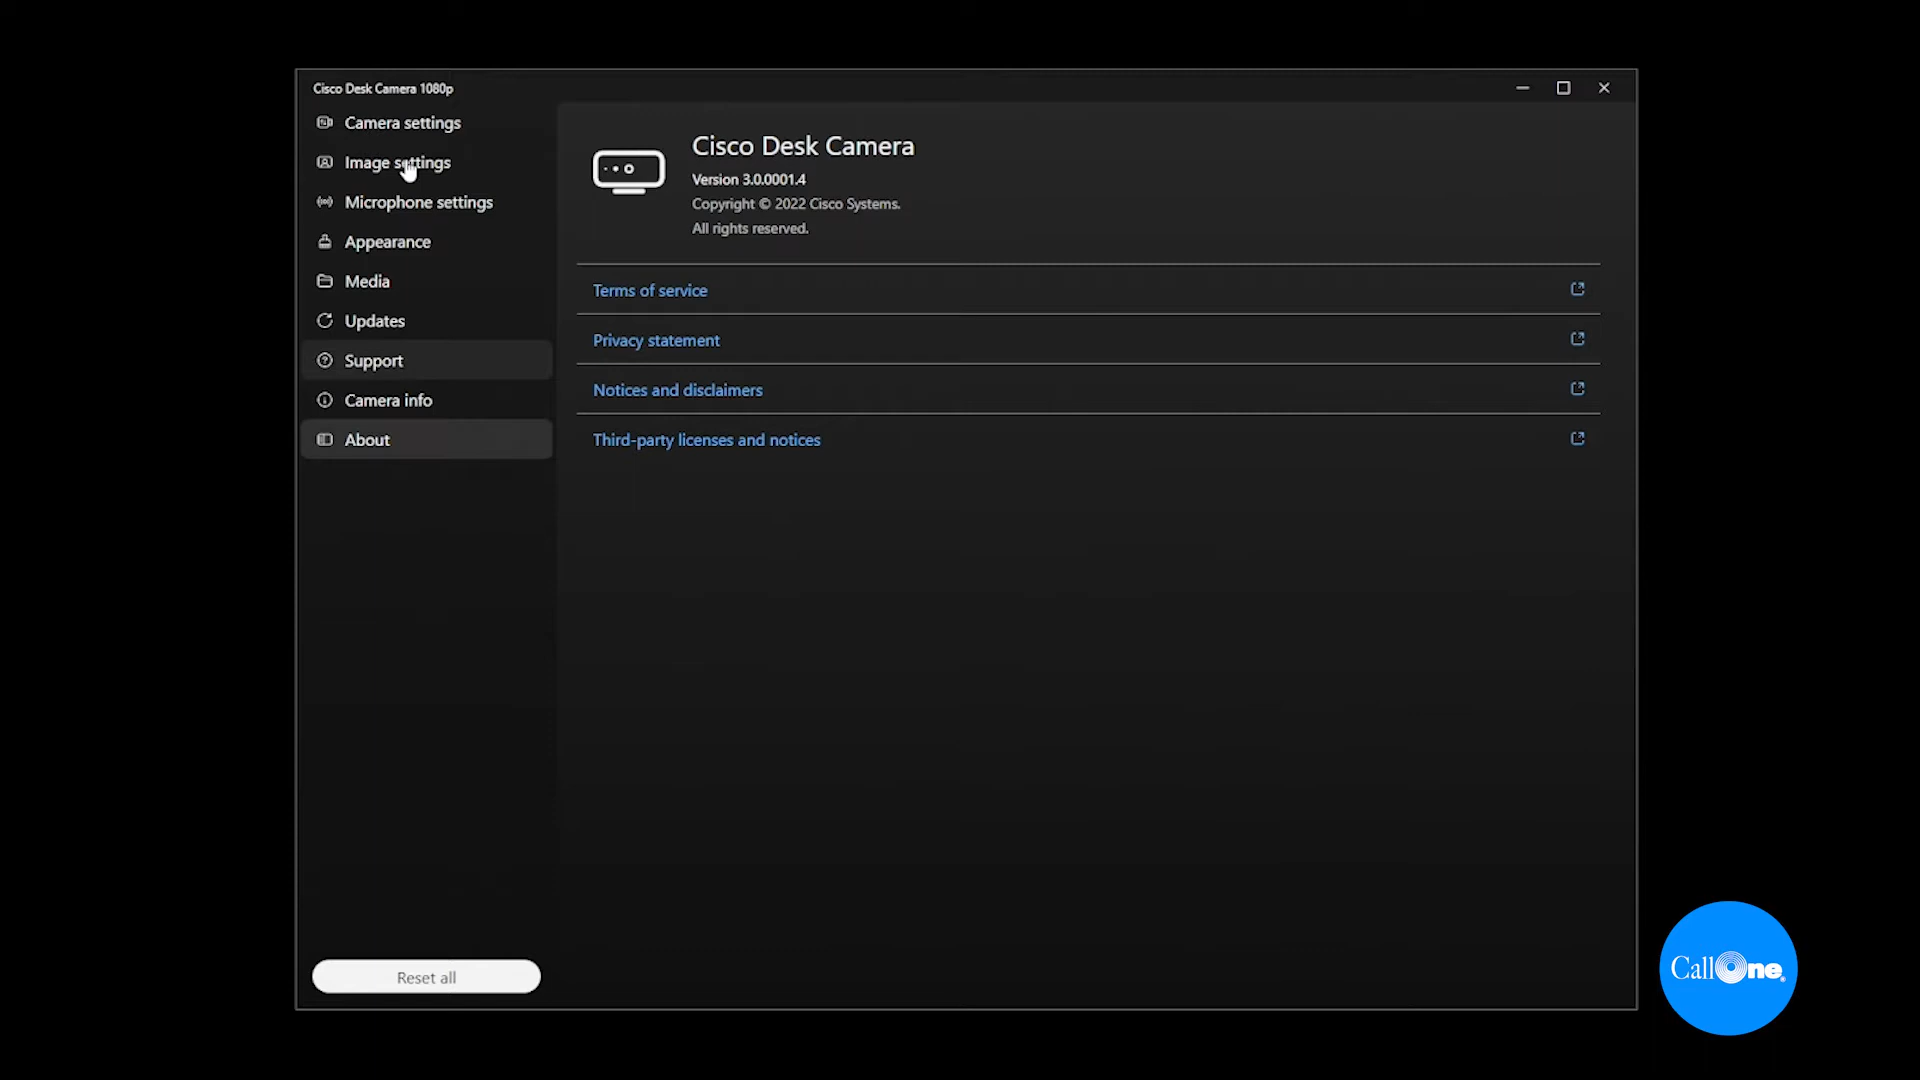 Cisco Desk Camera 1080p
Camera settings
Image settings
Microphone settings
Appearance
Media
Updates
Support
Camera info
About
Reset all
Cisco Desk Camera
Version 3.0.0001.4
Copyright © 2022 Cisco Systems.
All rights reserved.
Terms of service
Privacy statement
Notices and disclaimers
Third-party licenses and notices
CallOne®